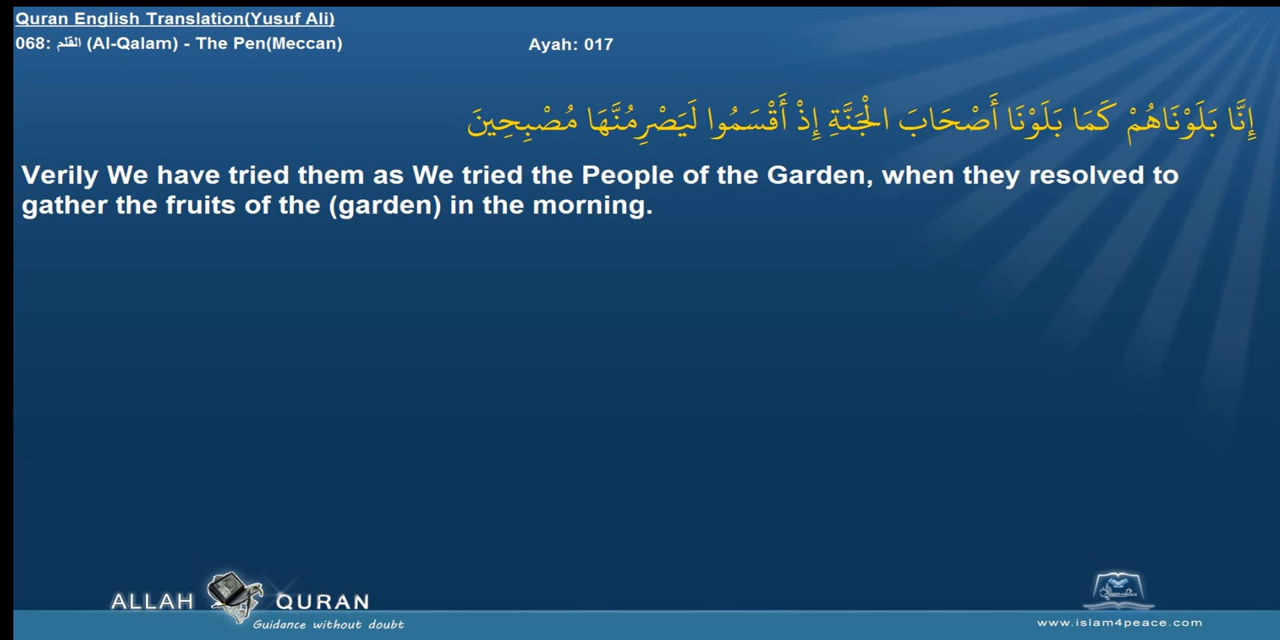 Quran English Translation(Yusuf Ali)
068: القلم (Al-Qalam) - The Pen(Meccan) Ayah: 017
إِنَّا بَلَوْنَاهُمْ كَمَا بَلَوْنَا أَصْحَابَ الْجَنَّةِ إِذْ أَقْسَمُوا لَيَصْرِمُنَّهَا مُصْبِحِينَ
Verily We have tried them as We tried the People of the Garden, when they resolved to
gather the fruits of the (garden) in the morning.
ALLAH QURAN
Guidance without doubt
www.islam4peace.com